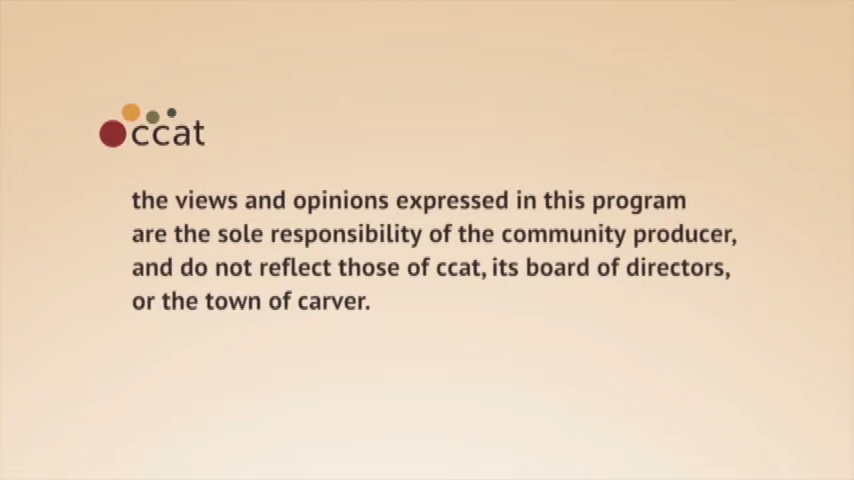 ccat
the views and opinions expressed in this program
are the sole responsibility of the community producer,
and do not reflect those of ccat, its board of directors,
or the town of carver.